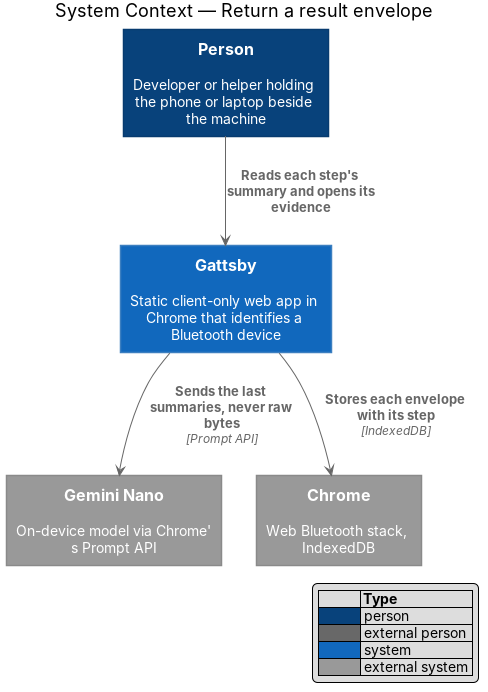 System Context — Return a result envelope
Person
Developer or helper holding
the phone or laptop beside
the machine
Reads each step's
summary and opens its
evidence
Gattsby
Static client-only web app in
Chrome that identifies a
Bluetooth device
Sends the last
summaries, never raw
bytes
[Prompt API]
Stores each envelope
with its step
[IndexedDB]
Gemini Nano
On-device model via Chrome'
s Prompt API
Chrome
Web Bluetooth stack,
IndexedDB
Type
person
external person
system
external system